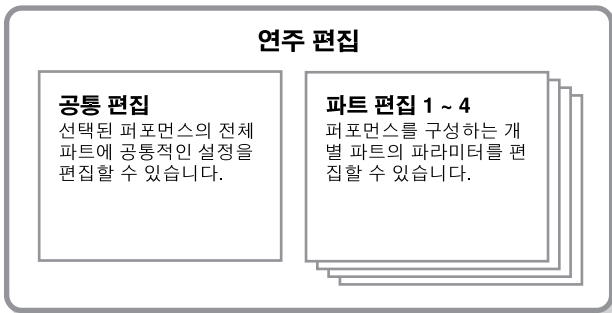 연주 편집
공통 편집
선택된 퍼포먼스의 전체
파트에 공통적인 설정을
편집할 수 있습니다.
파트 편집 1 ~ 4
퍼포먼스를 구성하는 개
별 파트의 파라미터를 편
집할 수 있습니다.